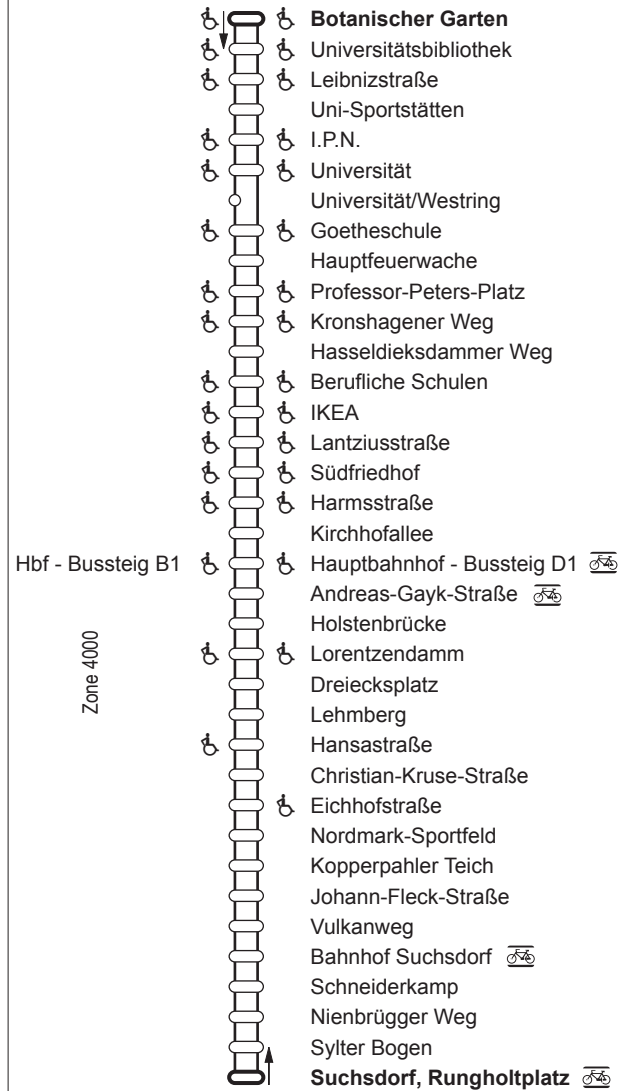 Botanischer Garten
Universitätsbibliothek
Leibnizstraße
Uni-Sportstätten
I.P.N.
Universität
Universität/Westring
Goetheschule
Hauptfeuerwache
Professor-Peters-Platz
Kronshagener Weg
Hasseldieksdammer Weg
Berufliche Schulen
IKEA
Lantziusstraße
Südfriedhof
Harmsstraße
Kirchhofallee
Hbf - Bussteig B1 Hauptbahnhof - Bussteig D1
Andreas-Gayk-Straße
Holstenbrücke
Lorentzendamm
Zone 4000
Dreiecksplatz
Lehmberg
Hansastraße
Christian-Kruse-Straße
Eichhofstraße
Nordmark-Sportfeld
Kopperpahler Teich
Johann-Fleck-Straße
Vulkanweg
Bahnhof Suchsdorf
Schneiderkamp
Nienbrügger Weg
Sylter Bogen
Suchsdorf, Rungholtplatz